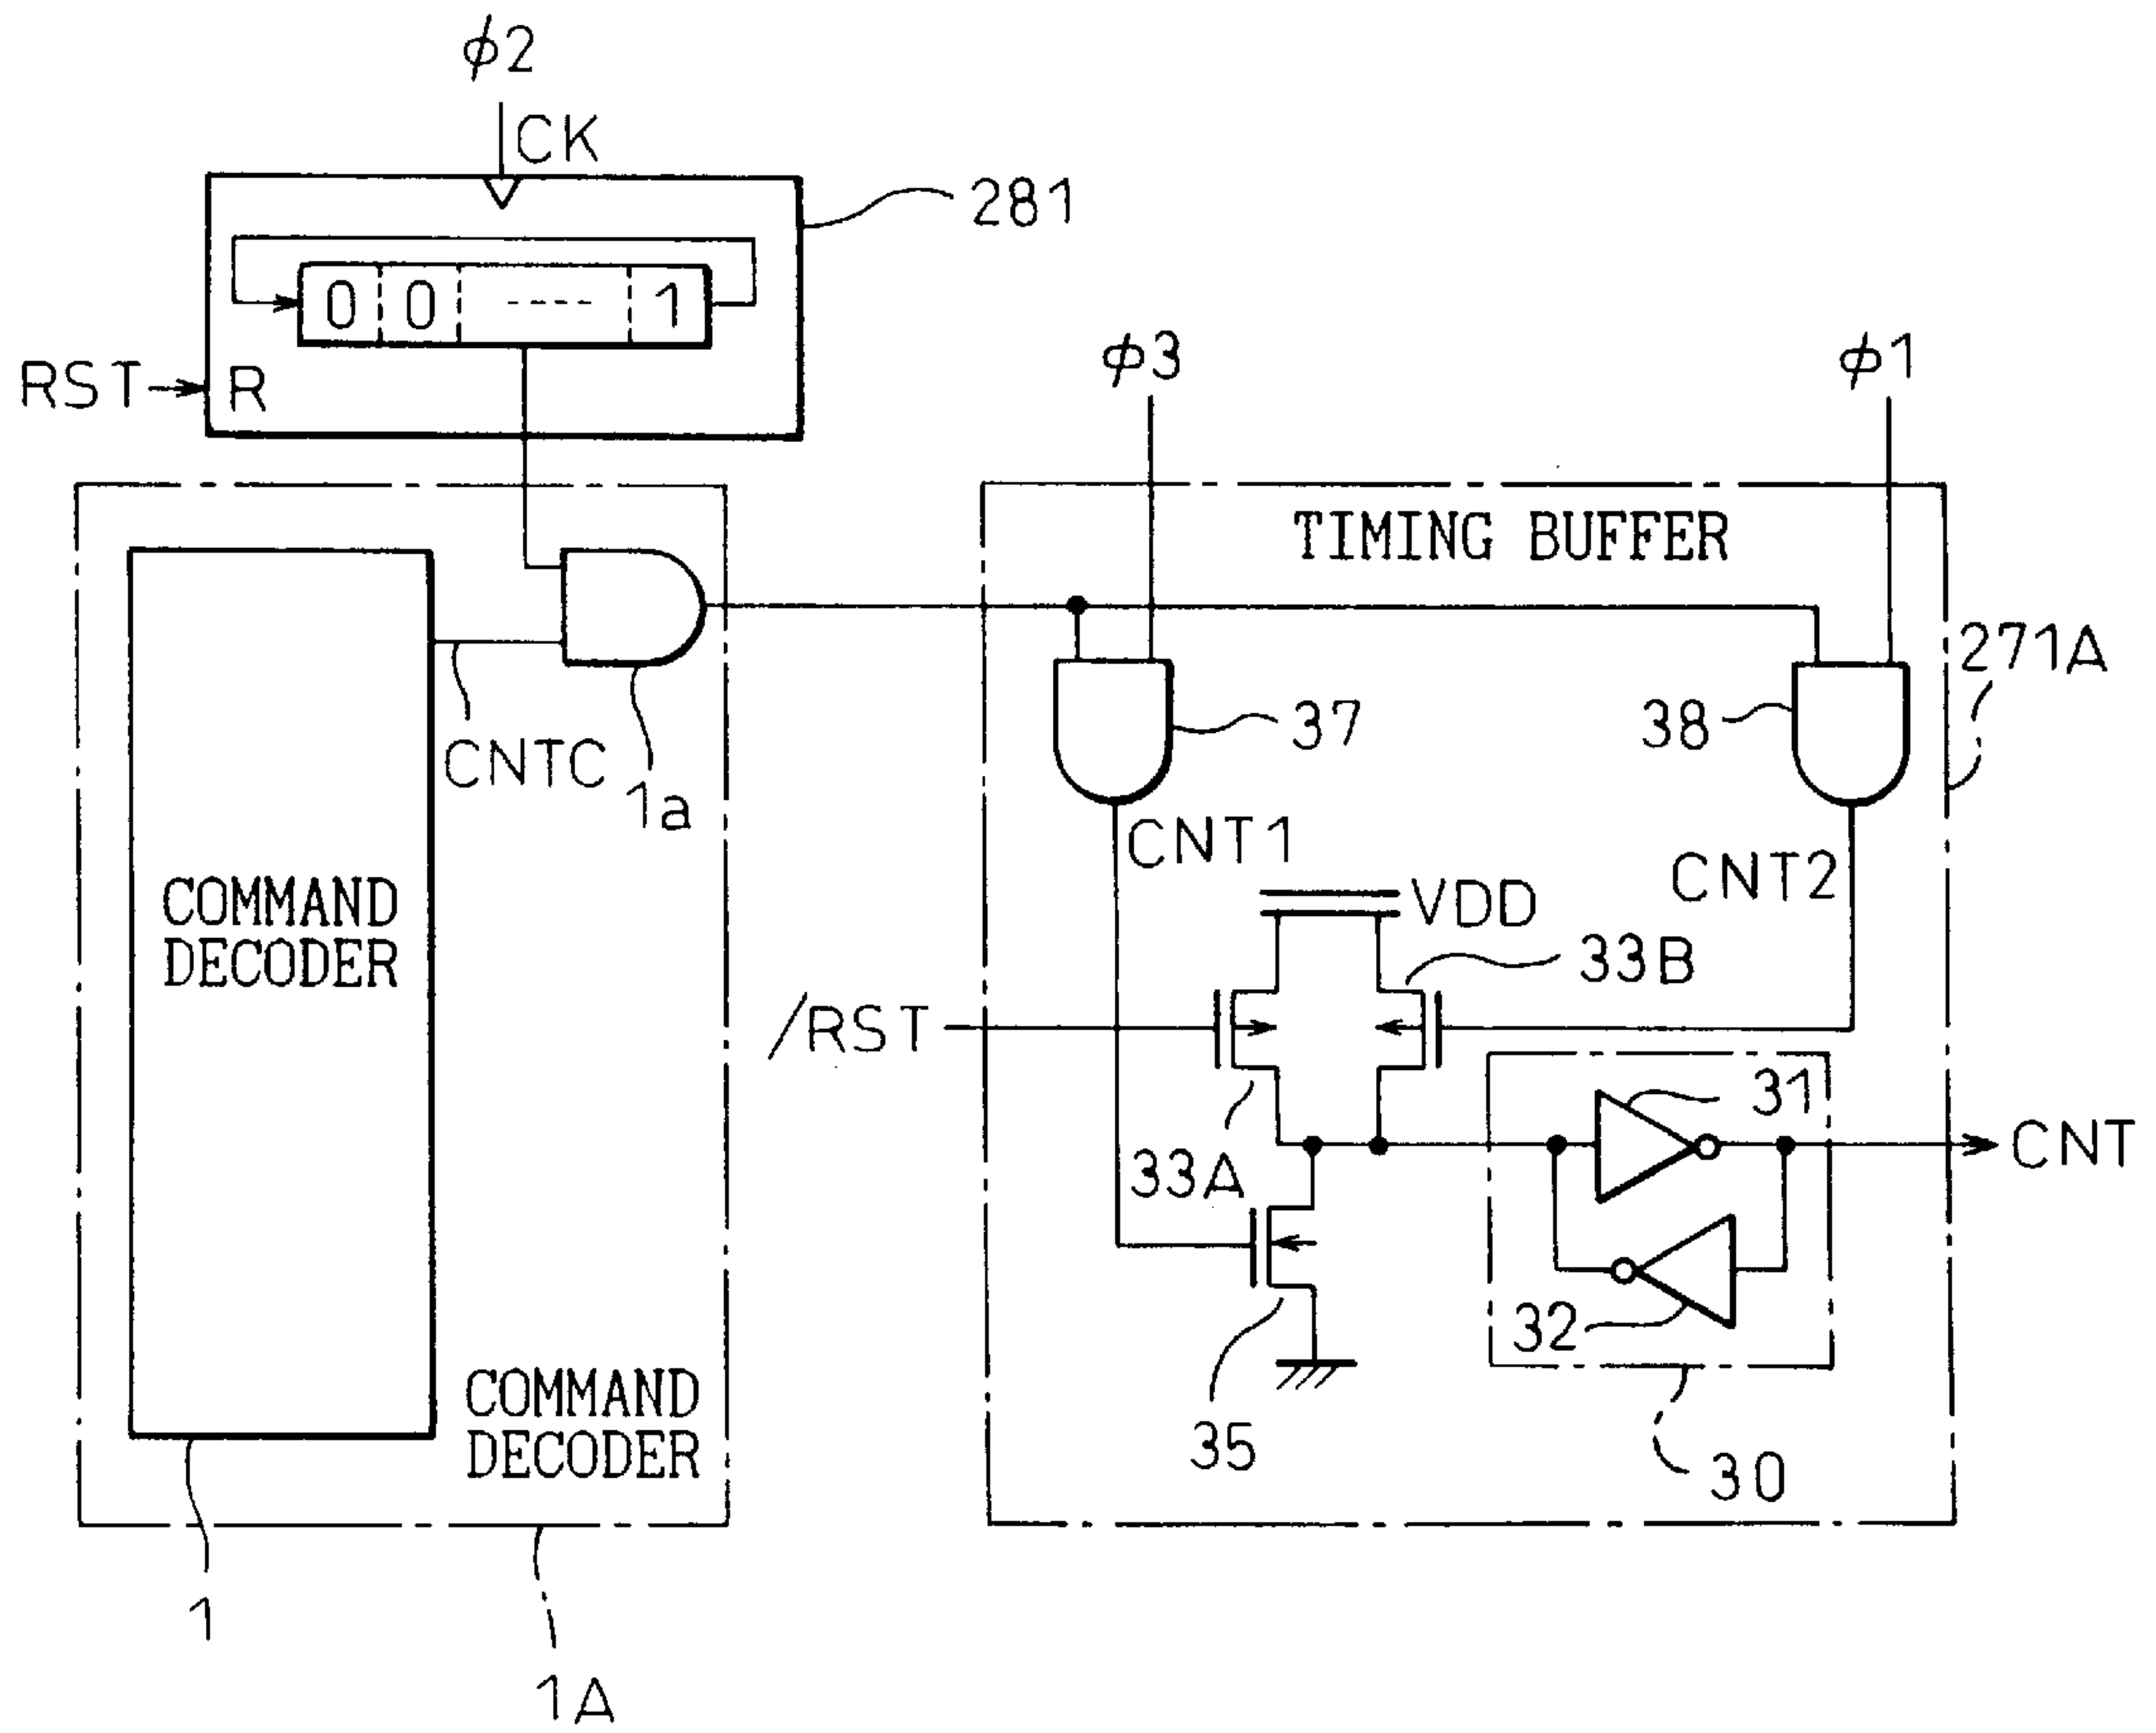 φ2
CK
281
0 0 ---- 1
RST
R
φ3
φ1
TIMING BUFFER
271A
37
38
CNTC
1a
CNT1
CNT2
COMMAND
DECODER
VDD
33B
/RST
31
CNT
33A
32
COMMAND
DECODER
35
30
1
1A